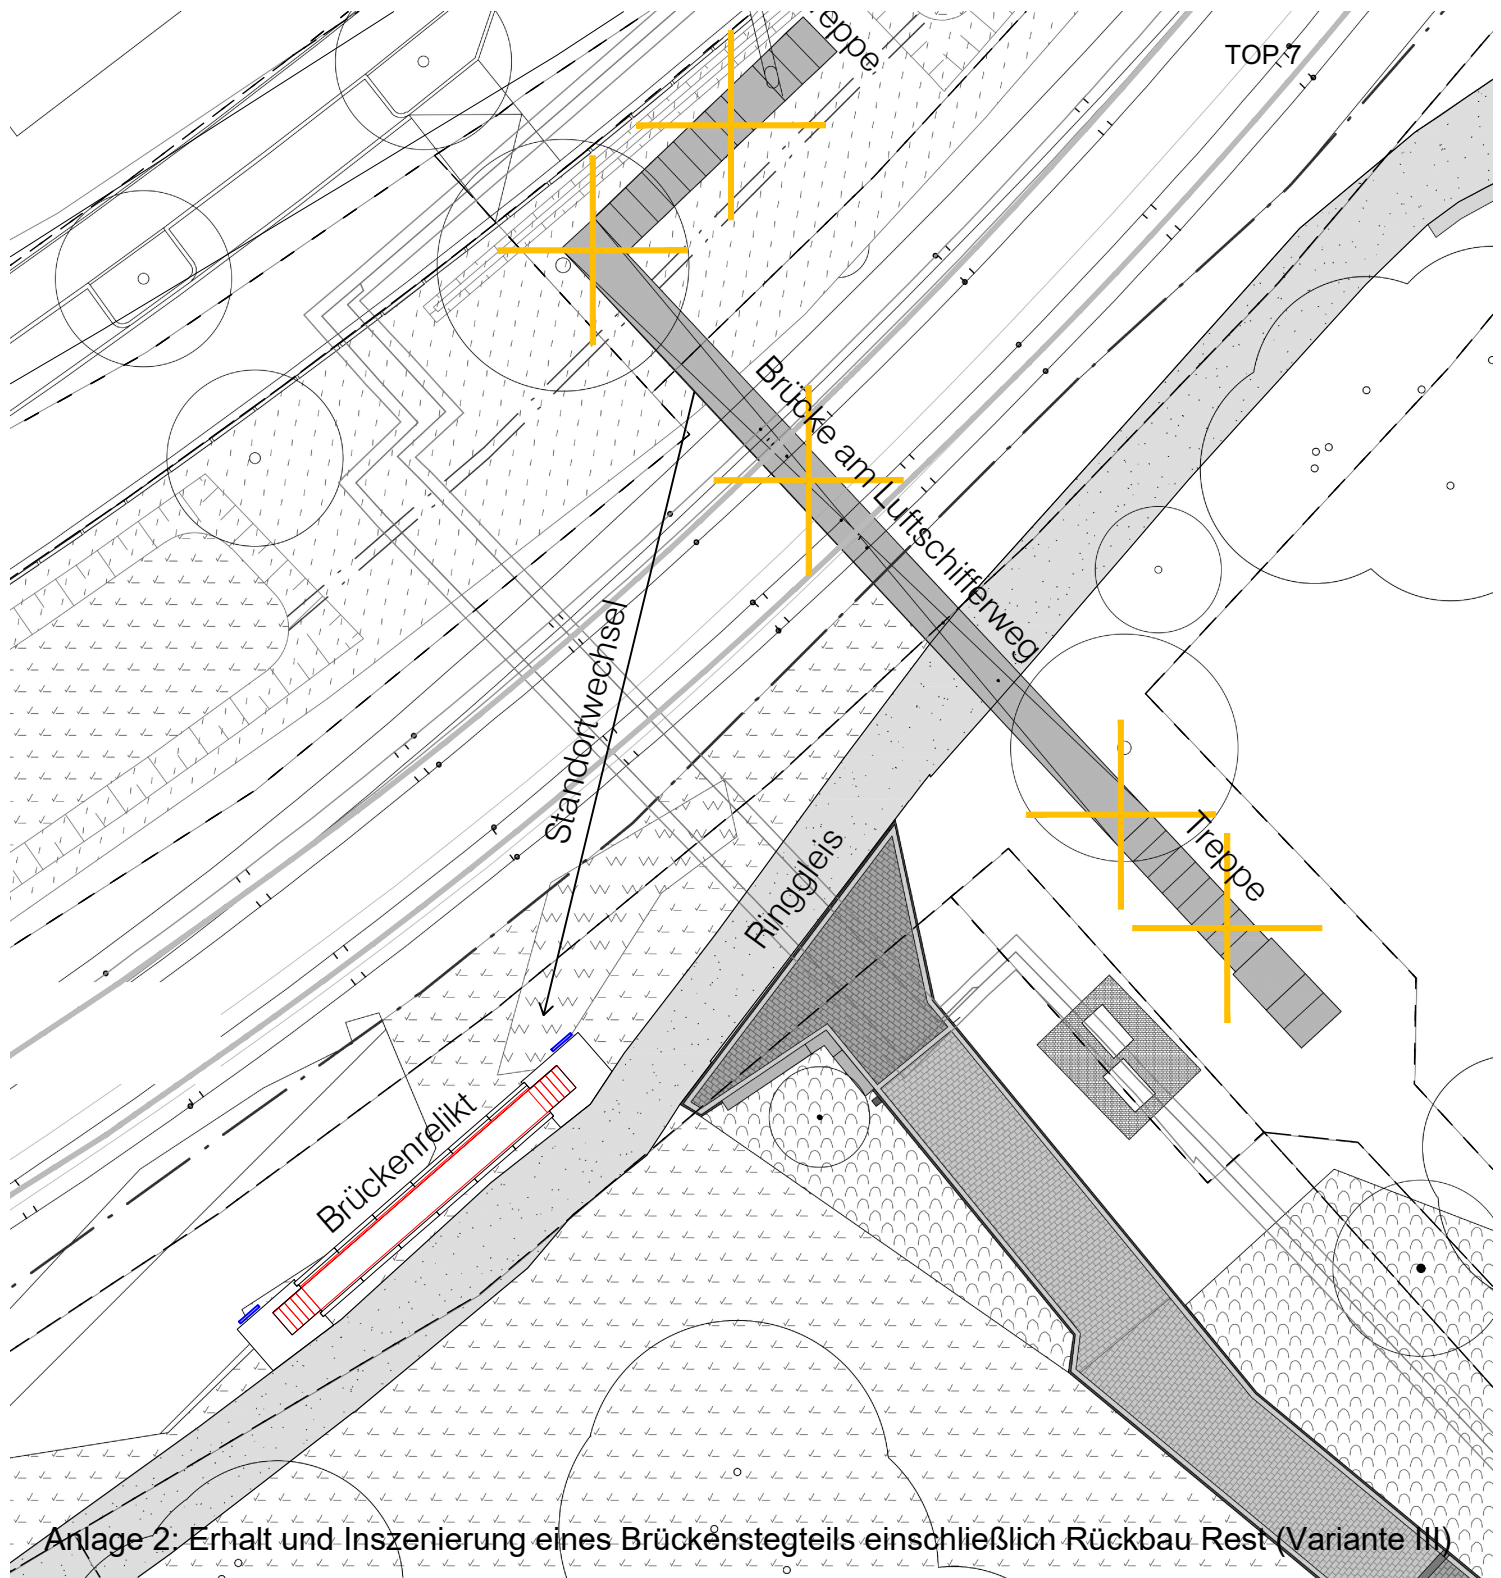 TOP 7
Brücke am Luftschifferweg
Standortwechsel
Treppe
Ringgleis
Brückenrelikt
Anlage 2: Erhalt und Inszenierung eines Brückenstegteils einschließlich Rückbau Rest (Variante III)